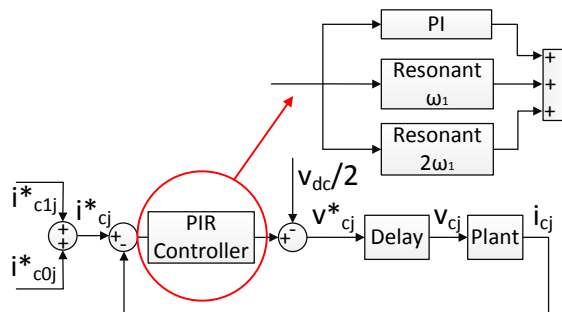 PI
+
Resonant
ω₁
+
Resonant
2ω₁
+
i*c1j
i*cj
+
+
i*c0j
+
-
PIR
Controller
vdc/2
+
-
v*cj
Delay
vcj
Plant
icj